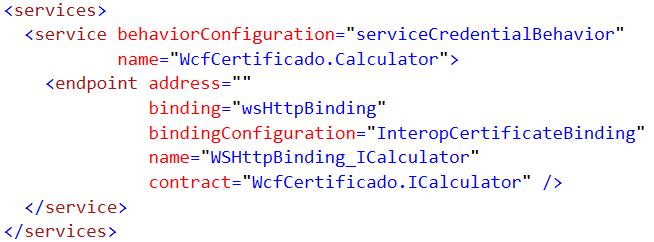 <services>
  <service behaviorConfiguration="serviceCredentialBehavior"
           name="WcfCertificado.Calculator">
    <endpoint address=""
              binding="wsHttpBinding"
              bindingConfiguration="InteropCertificateBinding"
              name="WSHttpBinding_ICalculator"
              contract="WcfCertificado.ICalculator" />
  </service>
</services>